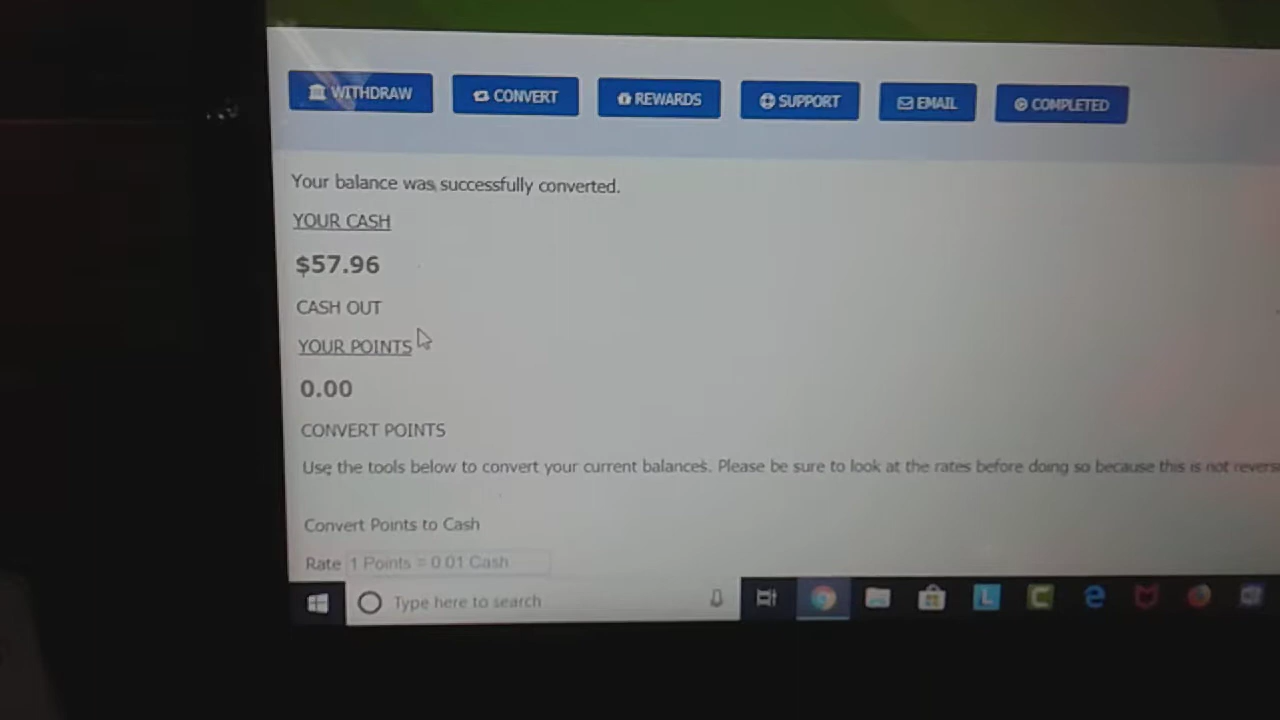 WITHDRAW CONVERT REWARDS SUPPORT EMAIL COMPLETED
Your balance was successfully converted.
YOUR CASH
$57.96
CASH OUT
YOUR POINTS
0.00
CONVERT POINTS
Use the tools below to convert your current balances. Please be sure to look at the rates before doing so because this is not revers
Convert Points to Cash
Rate 1 Points = 0.01 Cash
Type here to search